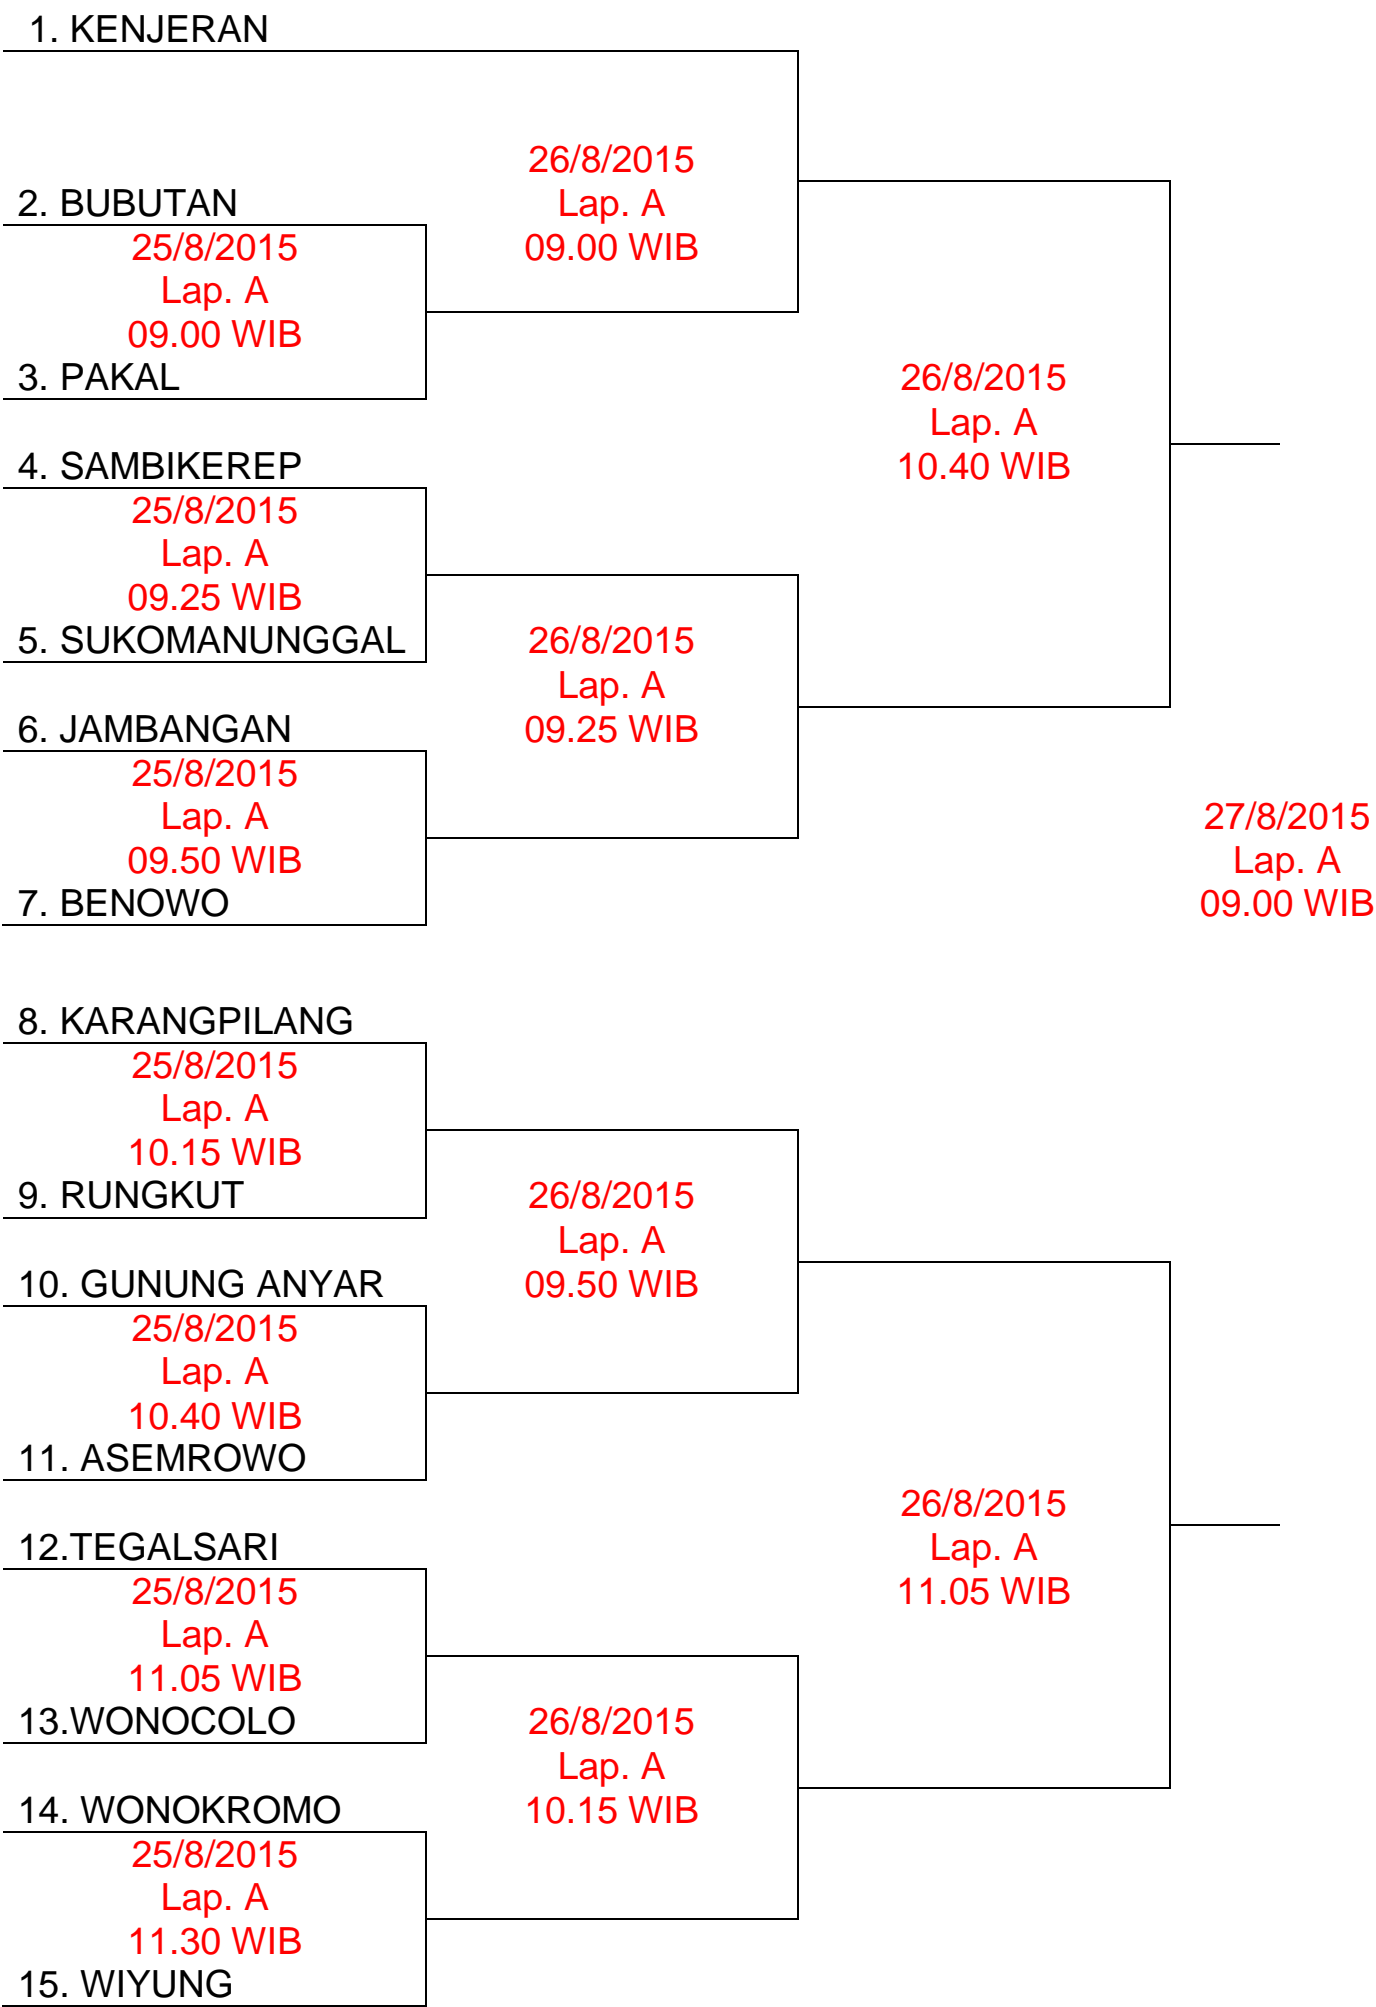 1. KENJERAN
26/8/2015
Lap. A
09.00 WIB
2. BUBUTAN
25/8/2015
Lap. A
09.00 WIB
3. PAKAL
26/8/2015
Lap. A
10.40 WIB
4. SAMBIKEREP
25/8/2015
Lap. A
09.25 WIB
5. SUKOMANUNGGAL
26/8/2015
Lap. A
09.25 WIB
6. JAMBANGAN
25/8/2015
Lap. A
09.50 WIB
7. BENOWO
27/8/2015
Lap. A
09.00 WIB
8. KARANGPILANG
25/8/2015
Lap. A
10.15 WIB
9. RUNGKUT
26/8/2015
Lap. A
09.50 WIB
10. GUNUNG ANYAR
25/8/2015
Lap. A
10.40 WIB
11. ASEMROWO
26/8/2015
Lap. A
11.05 WIB
12.TEGALSARI
25/8/2015
Lap. A
11.05 WIB
13.WONOCOLO
26/8/2015
Lap. A
10.15 WIB
14. WONOKROMO
25/8/2015
Lap. A
11.30 WIB
15. WIYUNG